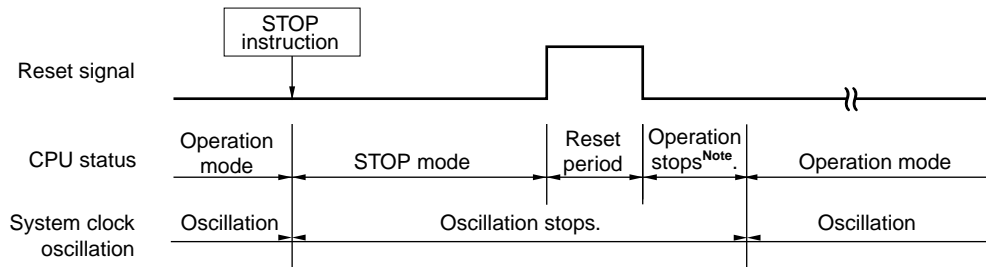 STOP
instruction
Reset signal
CPU status
Operation
mode
STOP mode
Reset
period
Operation
stopsNote.
Operation mode
System clock
oscillation
Oscillation
Oscillation stops.
Oscillation